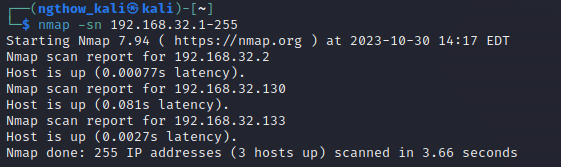 ┌──(ngthow_kali㉿kali)-[~]
└─$ nmap -sn 192.168.32.1-255
Starting Nmap 7.94 ( https://nmap.org ) at 2023-10-30 14:17 EDT
Nmap scan report for 192.168.32.2
Host is up (0.00077s latency).
Nmap scan report for 192.168.32.130
Host is up (0.081s latency).
Nmap scan report for 192.168.32.133
Host is up (0.0027s latency).
Nmap done: 255 IP addresses (3 hosts up) scanned in 3.66 seconds